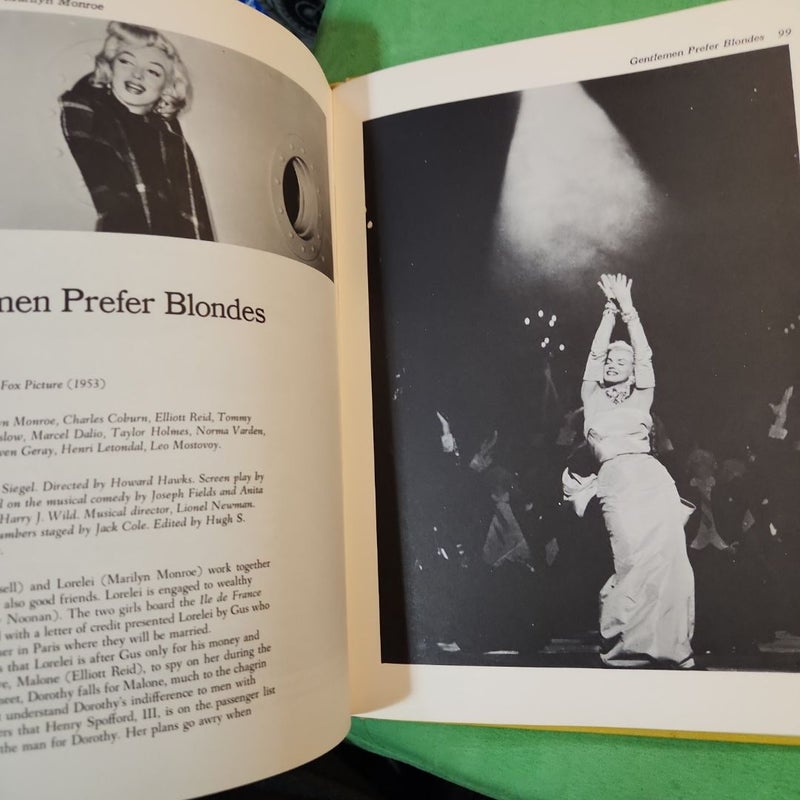 Marilyn Monroe
men Prefer Blondes
Fox Picture (1953)
Monroe, Charles Coburn, Elliott Reid, Tommy
slow, Marcel Dalio, Taylor Holmes, Norma Varden,
ven Geray, Henri Letondal, Leo Mostovoy.
Siegel. Directed by Howard Hawks. Screen play by
d on the musical comedy by Joseph Fields and Anita
Harry J. Wild. Musical director, Lionel Newman.
umbers staged by Jack Cole. Edited by Hugh S.
sell) and Lorelei (Marilyn Monroe) work together
also good friends. Lorelei is engaged to wealthy
Noonan). The two girls board the Ile de France
with a letter of credit presented Lorelei by Gus who
her in Paris where they will be married.
s that Lorelei is after Gus only for his money and
ve, Malone (Elliott Reid), to spy on her during the
meet, Dorothy falls for Malone, much to the chagrin
t understand Dorothy's indifference to men with
ers that Henry Spofford, III, is on the passenger list
the man for Dorothy. Her plans go awry when
Gentlemen Prefer Blondes 99